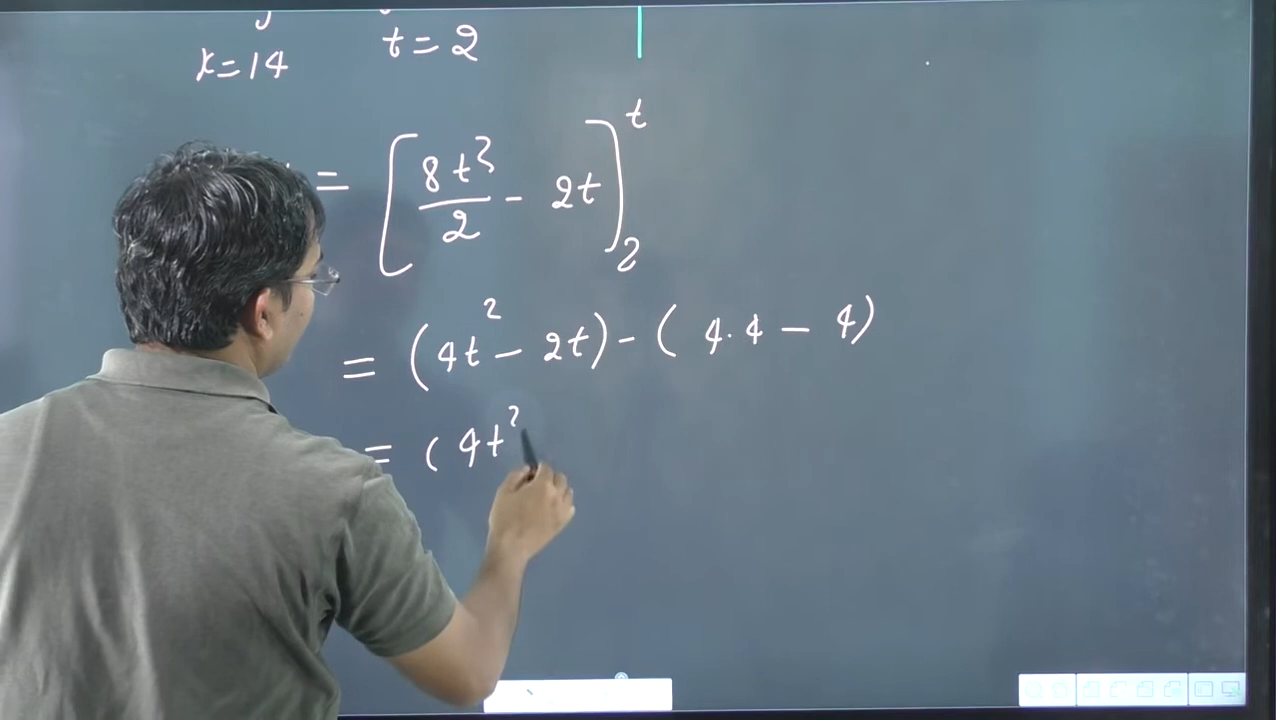 x=14 t=2
= [8t²/2 - 2t]₂ᵗ
= (4t² - 2t) - (4.4 - 4)
= (4t²